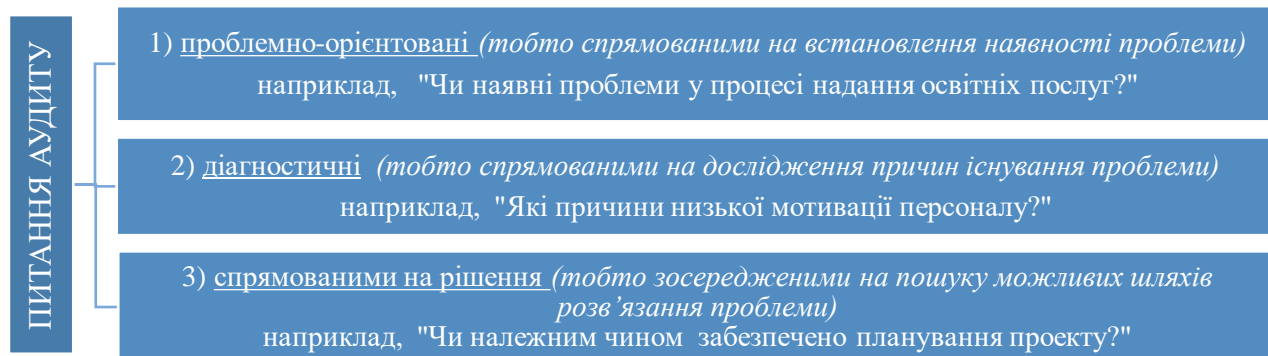 ПИТАННЯ АУДИТУ
1) проблемно-орієнтовані (тобто спрямованими на встановлення наявності проблеми)
наприклад, "Чи наявні проблеми у процесі надання освітніх послуг?"
2) діагностичні (тобто спрямованими на дослідження причин існування проблеми)
наприклад, "Які причини низької мотивації персоналу?"
3) спрямованими на рішення (тобто зосередженими на пошуку можливих шляхів
розв’язання проблеми)
наприклад, "Чи належним чином забезпечено планування проекту?"